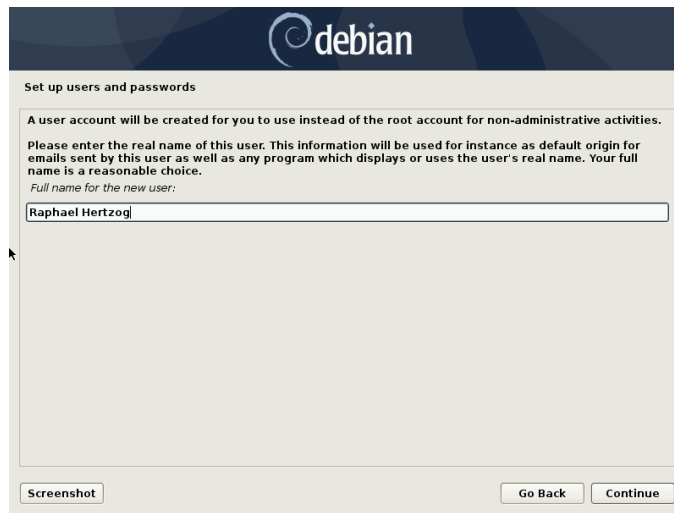 debian
Set up users and passwords
A user account will be created for you to use instead of the root account for non-administrative activities.
Please enter the real name of this user. This information will be used for instance as default origin for
emails sent by this user as well as any program which displays or uses the user's real name. Your full
name is a reasonable choice.
Full name for the new user:
Raphael Hertzog
Screenshot
Go Back
Continue